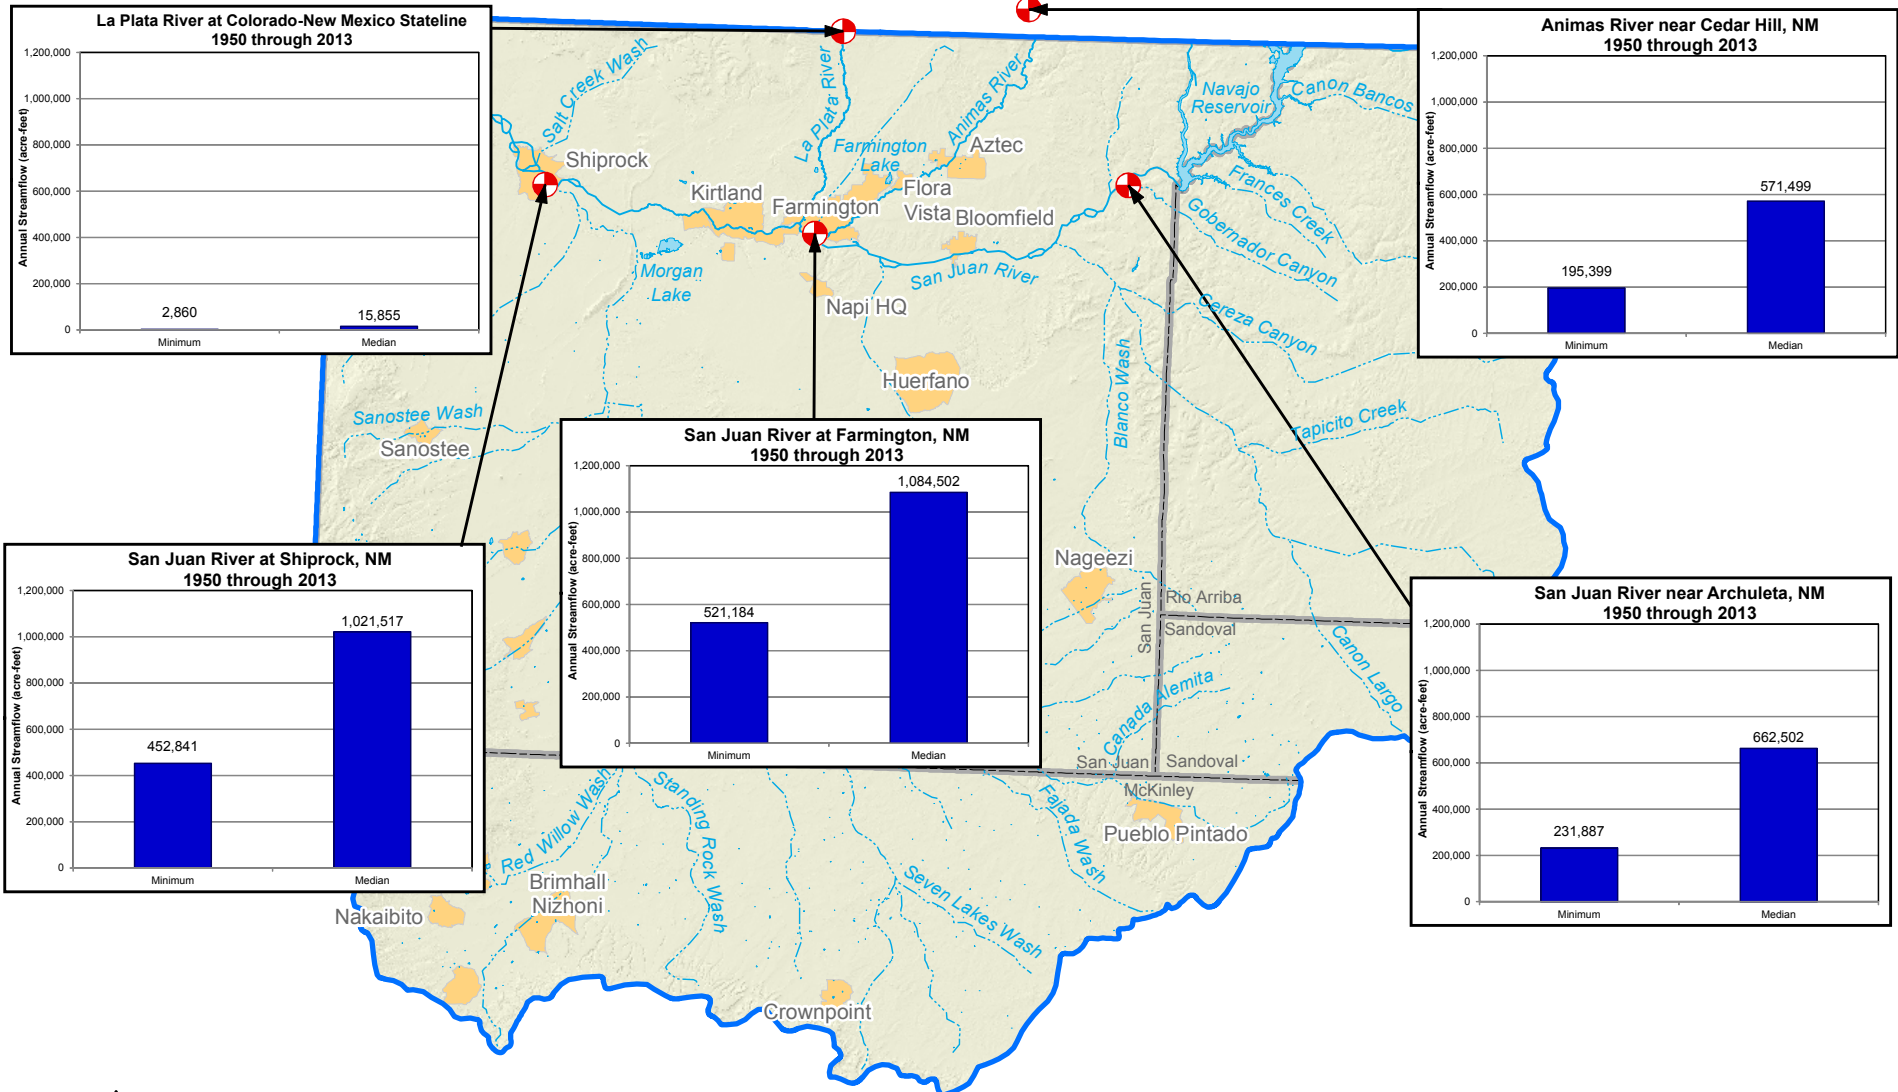 La Plata River at Colorado-New Mexico Stateline
1950 through 2013
Annual Streamflow (acre-feet)
1,200,000
1,000,000
800,000
600,000
400,000
200,000
0
2,860
15,855
Minimum
Median
Animas River near Cedar Hill, NM
1950 through 2013
Annual Streamflow (acre-feet)
1,200,000
1,000,000
800,000
600,000
400,000
200,000
0
195,399
571,499
Minimum
Median
Salt Creek Wash
Shiprock
La Plata River
Farmington
Lake
Animas River
Aztec
Navajo
Reservoir
Canon Bancos
Kirtland
Farmington
Flora
Vista
Bloomfield
Frances Creek
Gobernador Canyon
Morgan
Lake
San Juan River
Napi HQ
Cereza Canyon
Huerfano
Blanco Wash
Sanostee Wash
Sanostee
Tapicito Creek
San Juan River at Farmington, NM
1950 through 2013
Annual Streamflow (acre-feet)
1,200,000
1,000,000
800,000
600,000
400,000
200,000
0
521,184
1,084,502
Minimum
Median
San Juan River at Shiprock, NM
1950 through 2013
Annual Streamflow (acre-feet)
1,200,000
1,000,000
800,000
600,000
400,000
200,000
0
452,841
1,021,517
Minimum
Median
Nageezi
San Juan
Rio Arriba
Sandoval
Canon Largo
Canada Alemita
San Juan
Sandoval
McKinley
San Juan River near Archuleta, NM
1950 through 2013
Annual Streamflow (acre-feet)
1,200,000
1,000,000
800,000
600,000
400,000
200,000
0
231,887
662,502
Minimum
Median
Red Willow Wash
Standing Rock Wash
Fajada Wash
Pueblo Pintado
Seven Lakes Wash
Brimhall
Nizhoni
Nakaibito
Crownpoint